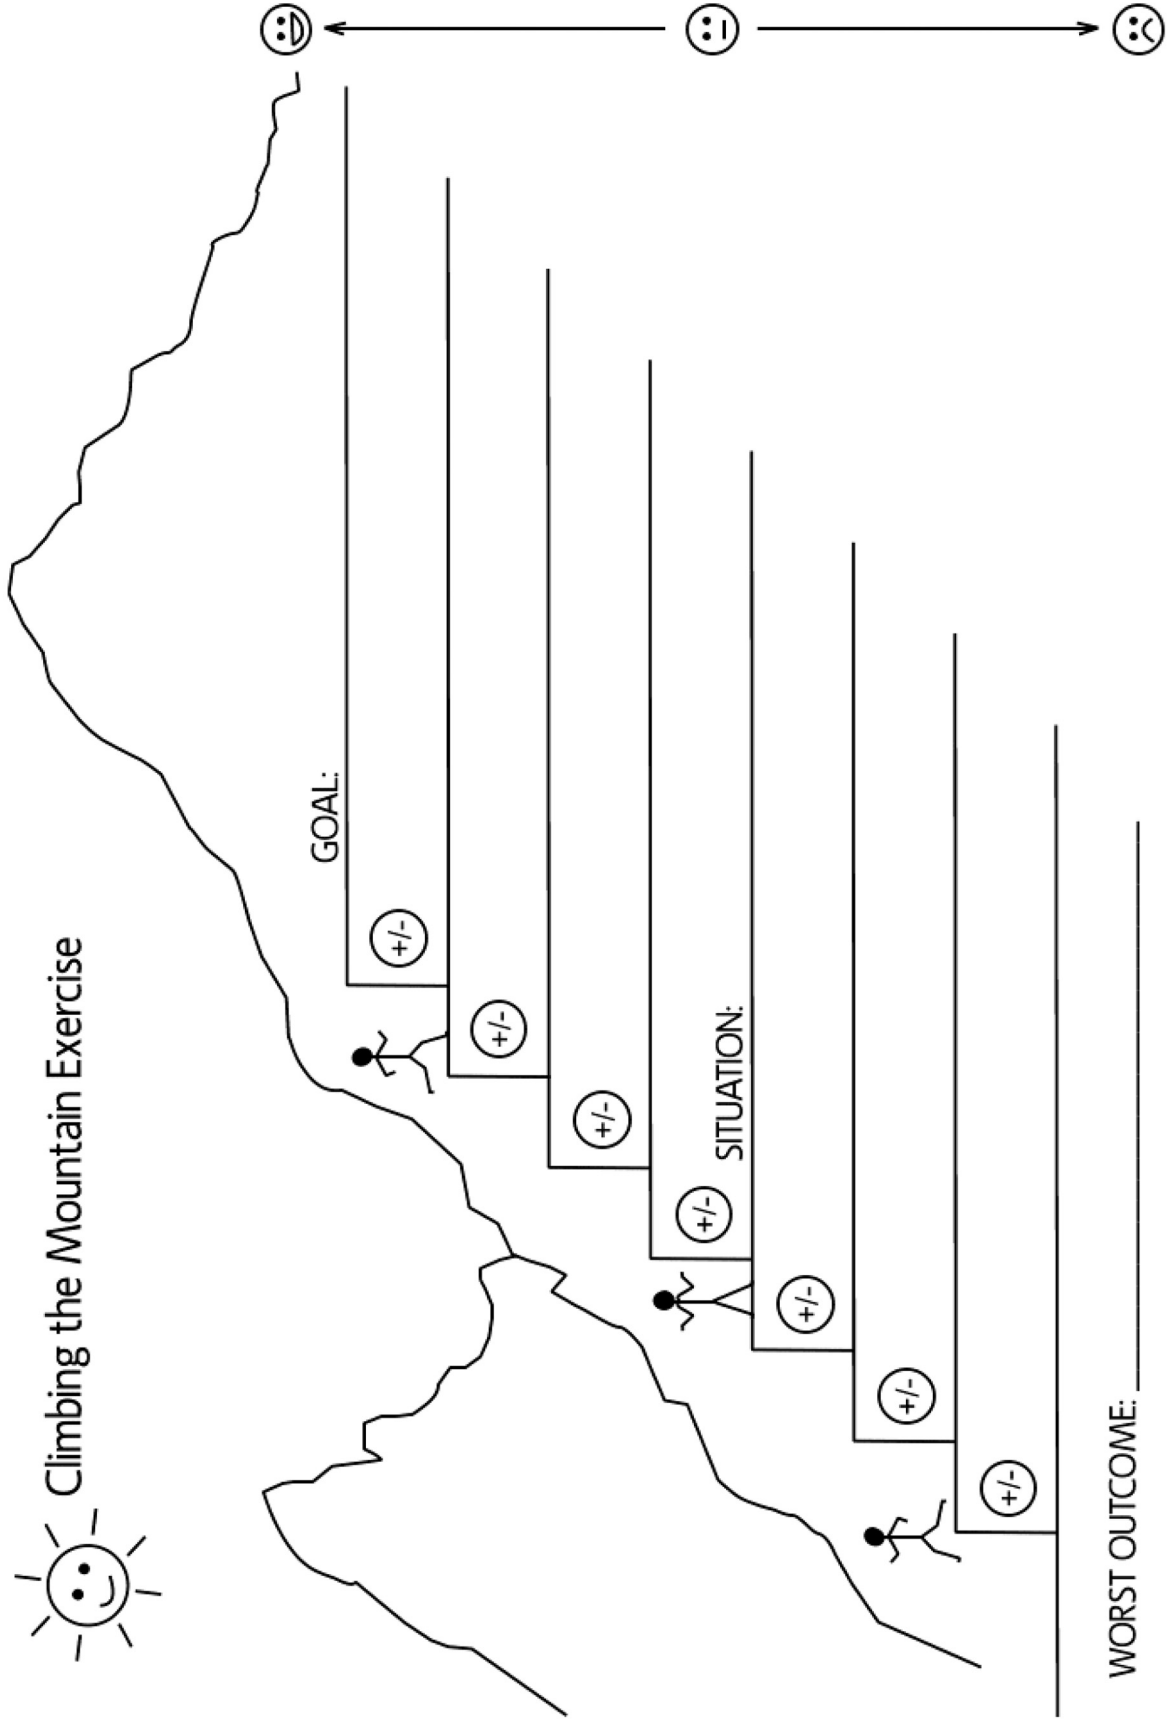 Climbing the Mountain Exercise
GOAL:
+/-
+/-
+/-
+/-
SITUATION:
+/-
+/-
+/-
WORST OUTCOME: